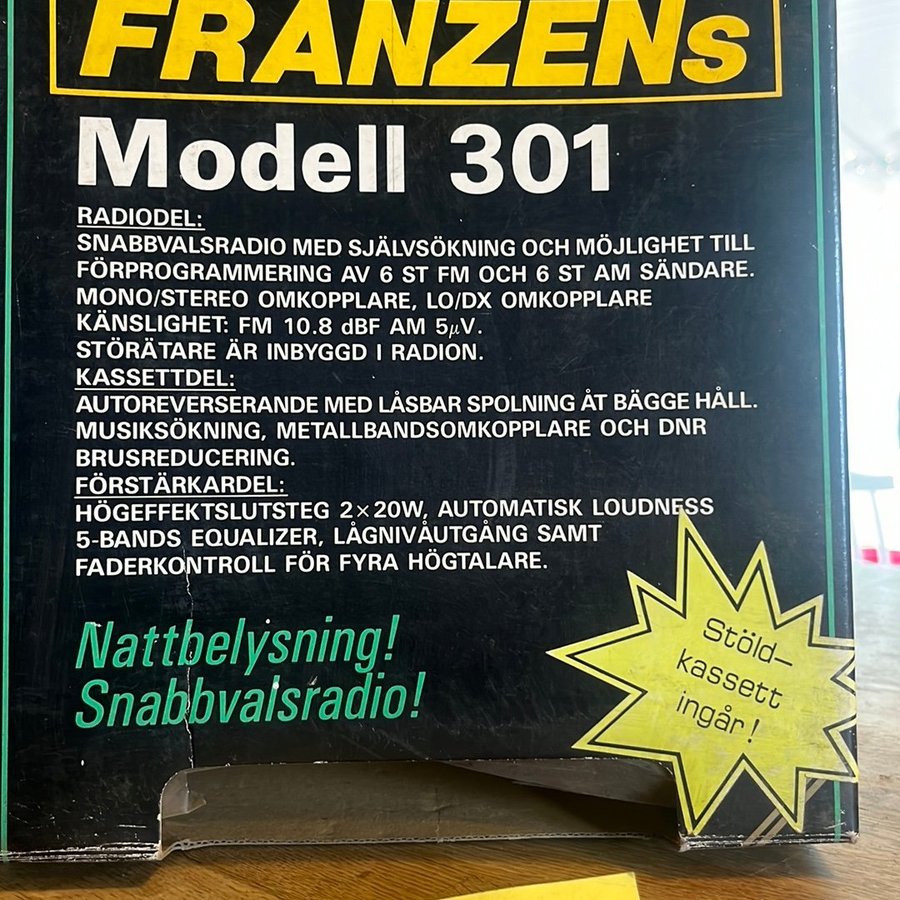 FRANZENs
Modell 301
RADIODEL:
SNABBVALSRADIO MED SJÄLVSÖKNING OCH MÖJLIGHET TILL
FÖRPROGRAMMERING AV 6 ST FM OCH 6 ST AM SÄNDARE.
MONO/STEREO OMKOPPLARE, LO/DX OMKOPPLARE
KÄNSLIGHET: FM 10.8 dBF AM 5µV.
STÖRÄTARE ÄR INBYGGD I RADION.
KASSETTDEL:
AUTOREVERSERANDE MED LÅSBAR SPOLNING ÅT BÄGGE HÅLL.
MUSIKSÖKNING, METALLBANDSOMKOPPLARE OCH DNR
BRUSREDUCERING.
FÖRSTÄRKARDEL:
HÖGEFFEKTSLUTSTEG 2×20W, AUTOMATISK LOUDNESS
5-BANDS EQUALIZER, LÅGNIVÅUTGÅNG SAMT
FADERKONTROLL FÖR FYRA HÖGTALARE.
Nattbelysning!
Snabbvalsradio!
Stöld-
kassett
ingår!